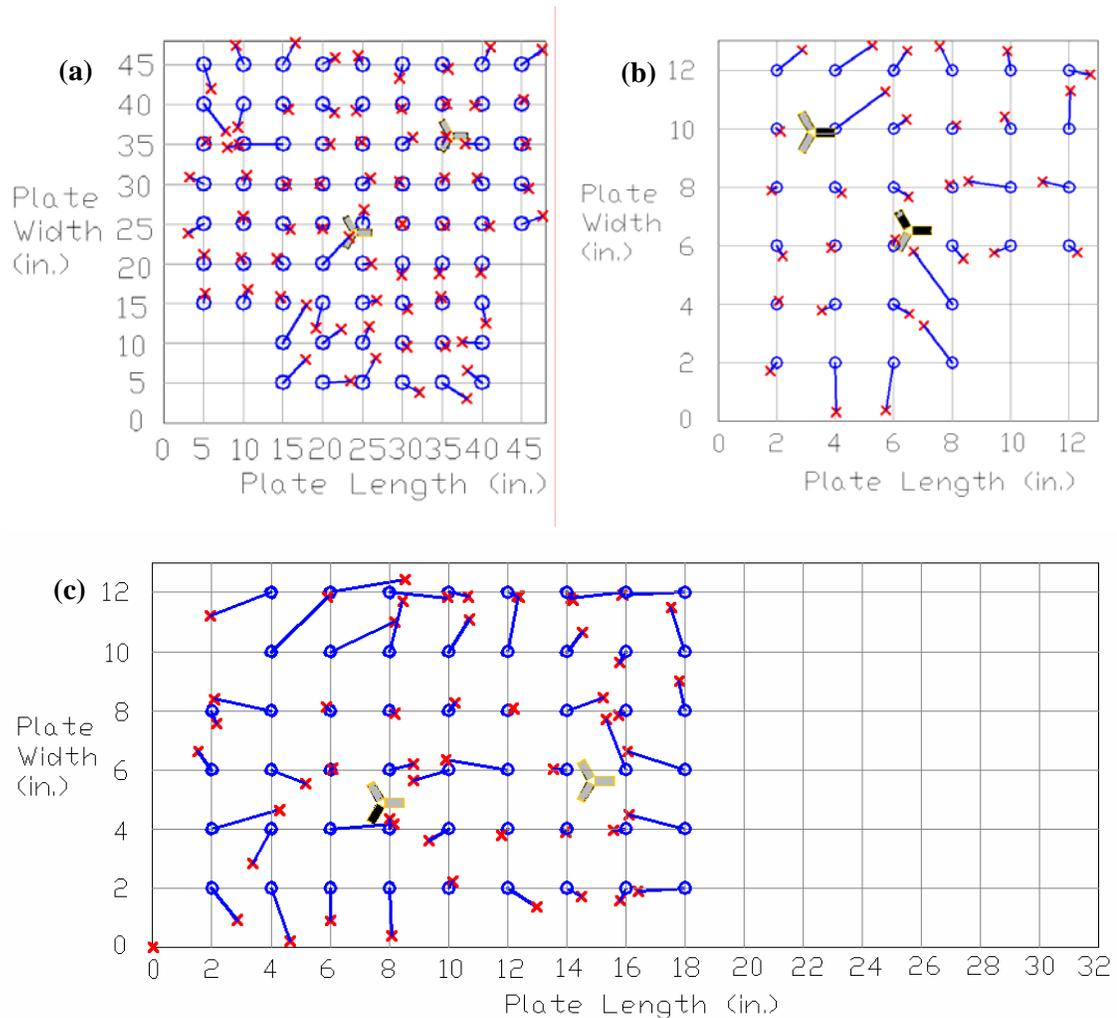 (a)
45
40
35
30
25
20
15
10
5
0
Plate
Width
(in.)
0 5 10 15 20 25 30 35 40 45
Plate Length (in.)
(b)
12
10
8
6
4
2
0
Plate
Width
(in.)
0 2 4 6 8 10 12
Plate Length (in.)
(c)
12
10
8
6
4
2
0
Plate
Width
(in.)
0 2 4 6 8 10 12 14 16 18 20 22 24 26 28 30 32
Plate Length (in.)